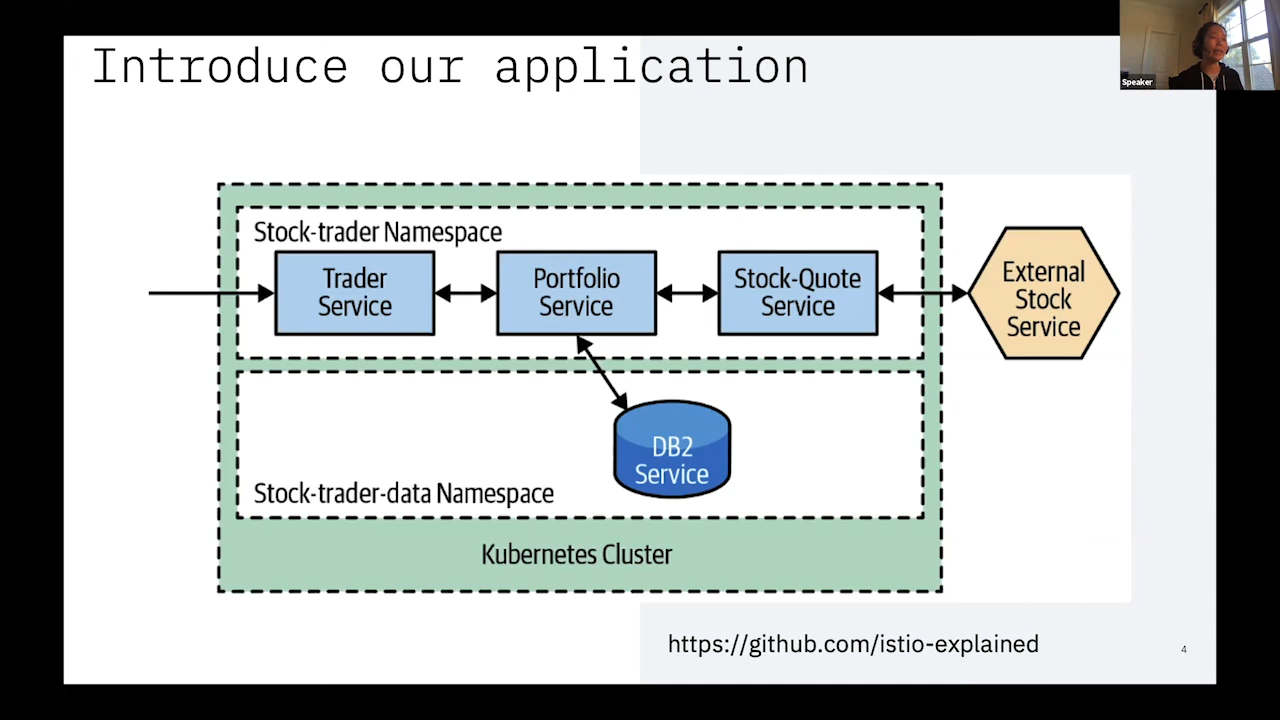 Introduce our application
Speaker
Stock-trader Namespace
Trader
Service
Portfolio
Service
Stock-Quote
Service
External
Stock
Service
DB2
Service
Stock-trader-data Namespace
Kubernetes Cluster
https://github.com/istio-explained
4